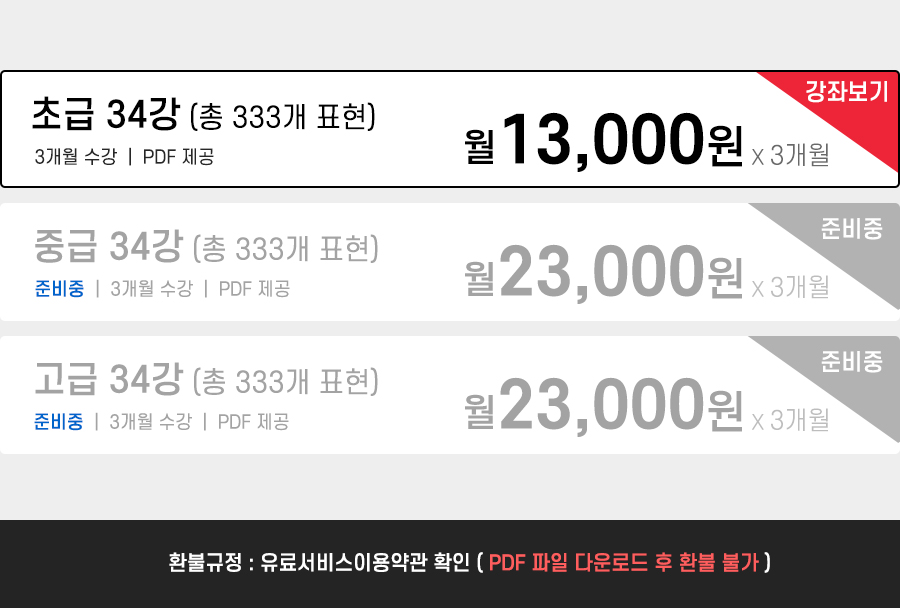 강좌보기
초급 34강 (총 333개 표현)
3개월 수강 | PDF 제공
월 13,000원 x 3개월
준비중
중급 34강 (총 333개 표현)
준비중 | 3개월 수강 | PDF 제공
월 23,000원 x 3개월
준비중
고급 34강 (총 333개 표현)
준비중 | 3개월 수강 | PDF 제공
월 23,000원 x 3개월
환불규정 : 유료서비스이용약관 확인 ( PDF 파일 다운로드 후 환불 불가 )